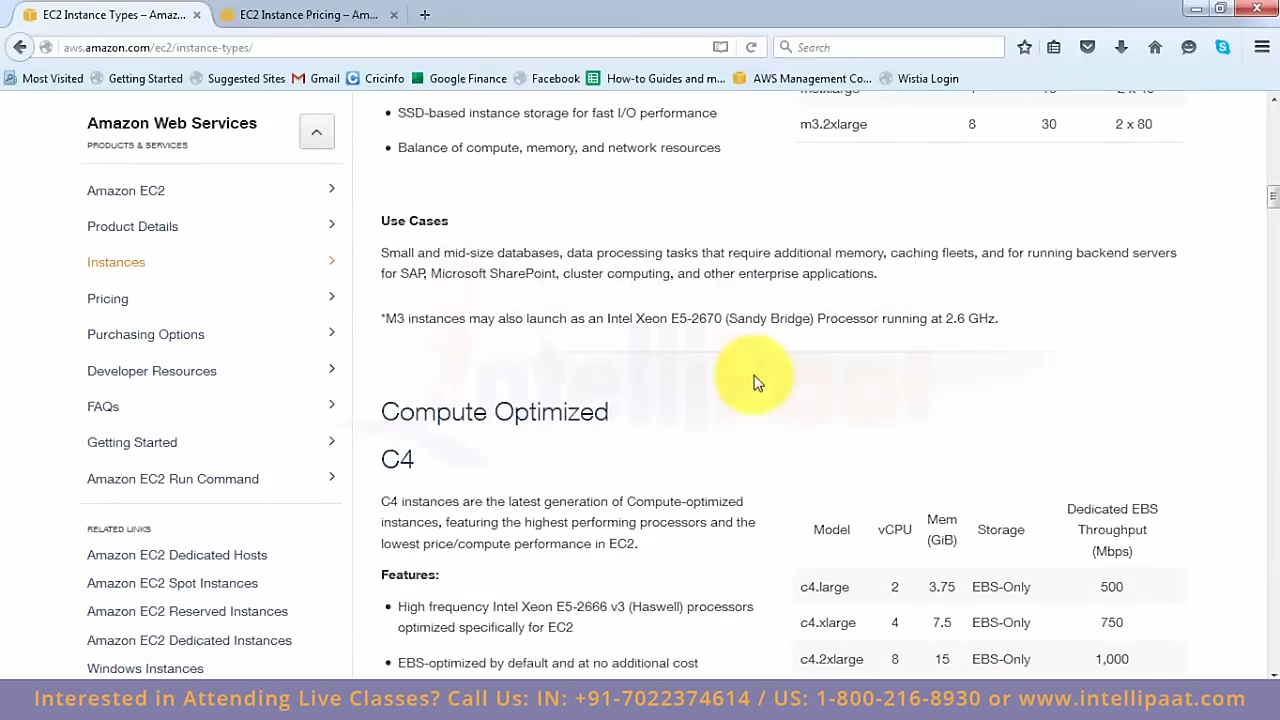 EC2 Instance Types – Amaz...
EC2 Instance Pricing – Am...
aws.amazon.com/ec2/instance-types/
Search
Most Visited
Getting Started
Suggested Sites
Gmail
Cricinfo
Google Finance
Facebook
How-to Guides and m...
AWS Management Co...
Wistia Login
Amazon Web Services
PRODUCTS & SERVICES
Amazon EC2
Product Details
Instances
Pricing
Purchasing Options
Developer Resources
FAQs
Getting Started
Amazon EC2 Run Command
RELATED LINKS
Amazon EC2 Dedicated Hosts
Amazon EC2 Spot Instances
Amazon EC2 Reserved Instances
Amazon EC2 Dedicated Instances
Windows Instances
• SSD-based instance storage for fast I/O performance
• Balance of compute, memory, and network resources
m3.2xlarge 8 30 2 x 80
Use Cases
Small and mid-size databases, data processing tasks that require additional memory, caching fleets, and for running backend servers
for SAP, Microsoft SharePoint, cluster computing, and other enterprise applications.
*M3 instances may also launch as an Intel Xeon E5-2670 (Sandy Bridge) Processor running at 2.6 GHz.
intellipaat
Compute Optimized
C4
C4 instances are the latest generation of Compute-optimized
instances, featuring the highest performing processors and the
lowest price/compute performance in EC2.
Features:
• High frequency Intel Xeon E5-2666 v3 (Haswell) processors
optimized specifically for EC2
• EBS-optimized by default and at no additional cost
Model vCPU Mem (GiB) Storage Dedicated EBS Throughput (Mbps)
c4.large 2 3.75 EBS-Only 500
c4.xlarge 4 7.5 EBS-Only 750
c4.2xlarge 8 15 EBS-Only 1,000
Interested in Attending Live Classes? Call Us: IN: +91-7022374614 / US: 1-800-216-8930 or www.intellipaat.com